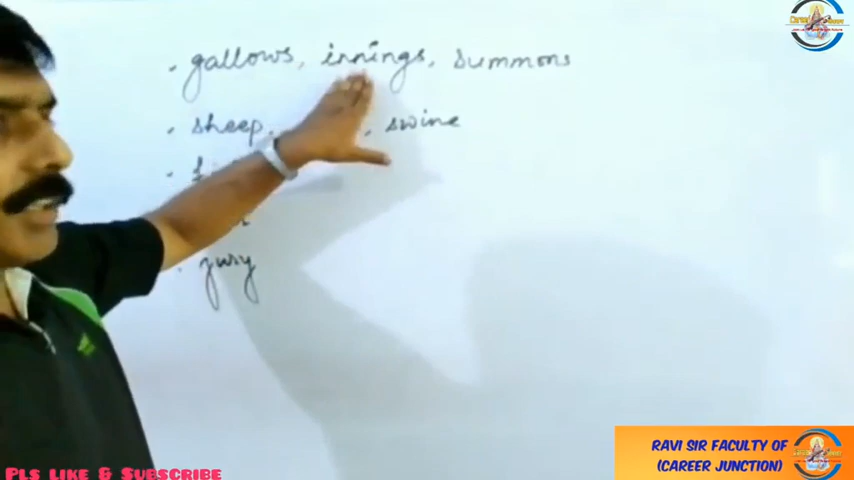 . gallows, innings, summons
. sheep, , swine
.
. jury
RAVI SIR FACULTY OF
(CAREER JUNCTION)
Pls like & Subscribe